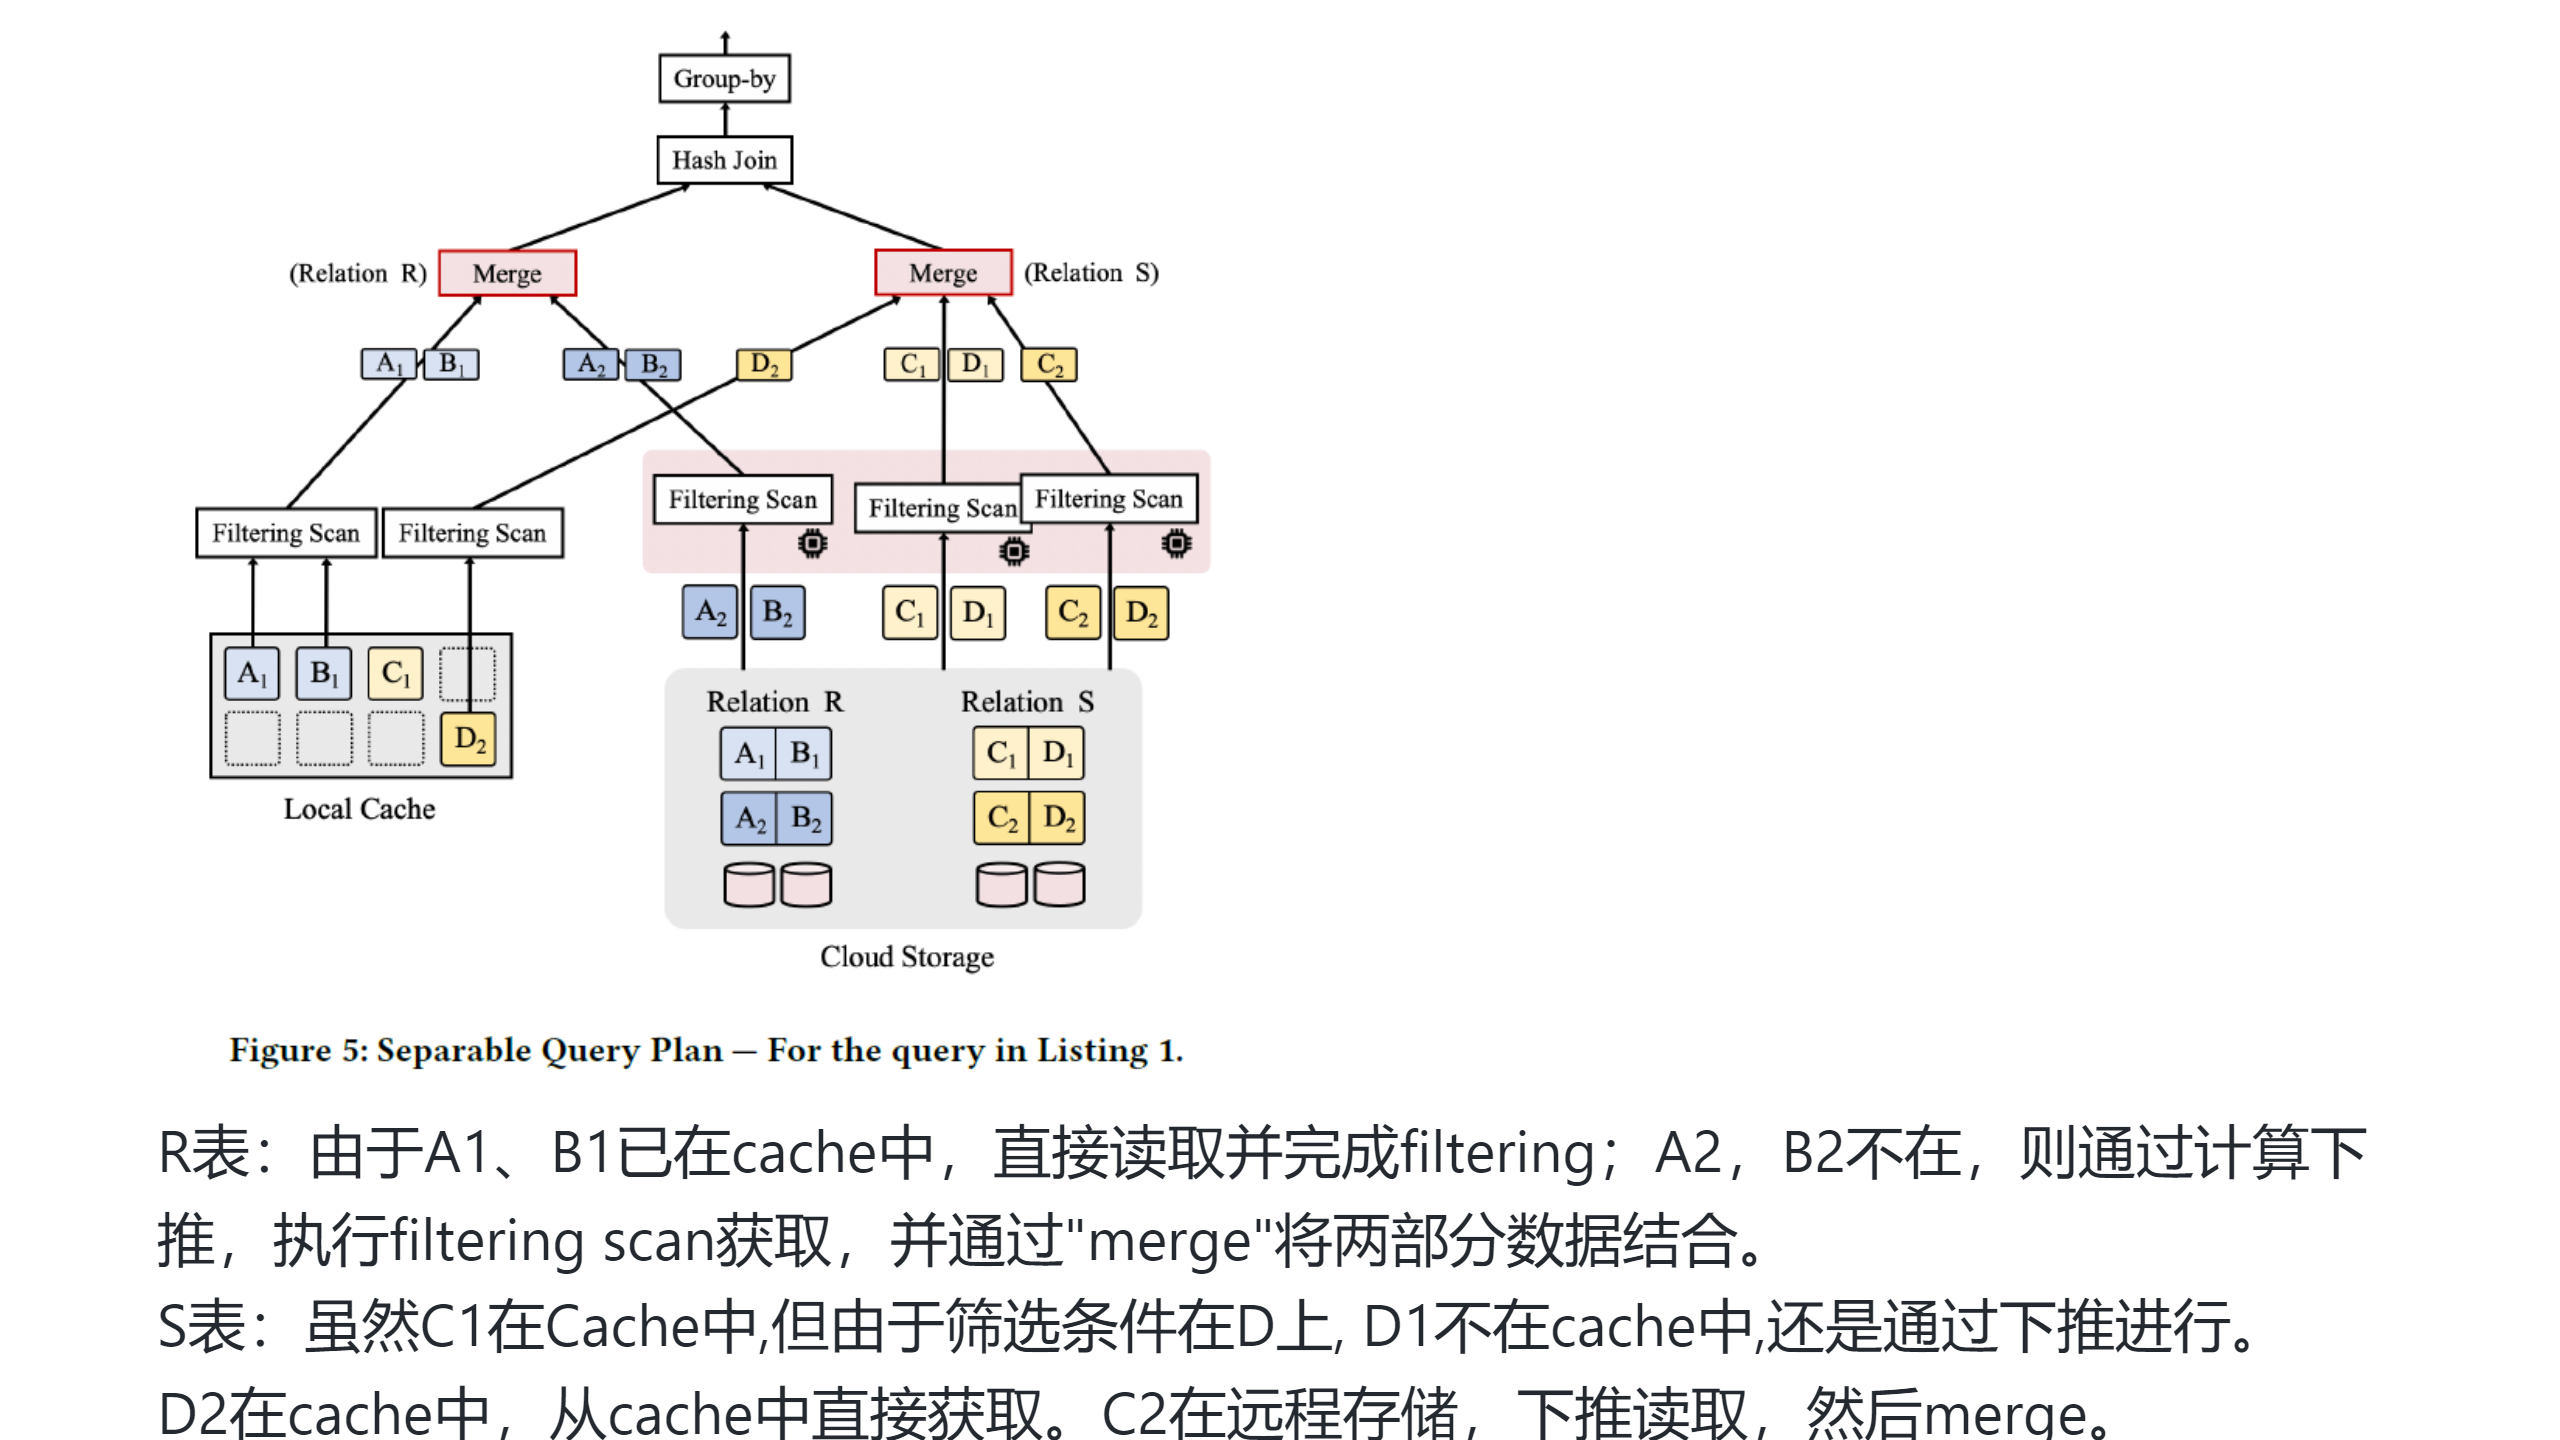 Group-by
Hash Join
(Relation R) Merge Merge (Relation S)
A1 B1 A2 B2 D2 C1 D1 C2
Filtering Scan Filtering Scan Filtering Scan
Filtering Scan Filtering Scan
A2 B2 C1 D1 C2 D2
A1 B1 C1
D2
Local Cache
Relation R Relation S
A1 B1 C1 D1
A2 B2 C2 D2
Cloud Storage
Figure 5: Separable Query Plan — For the query in Listing 1.
R表：由于A1、B1已在cache中，直接读取并完成filtering；A2，B2不在，则通过计算下
推，执行filtering scan获取，并通过"merge"将两部分数据结合。
S表：虽然C1在Cache中,但由于筛选条件在D上, D1不在cache中,还是通过下推进行。
D2在cache中，从cache中直接获取。C2在远程存储，下推读取，然后merge。